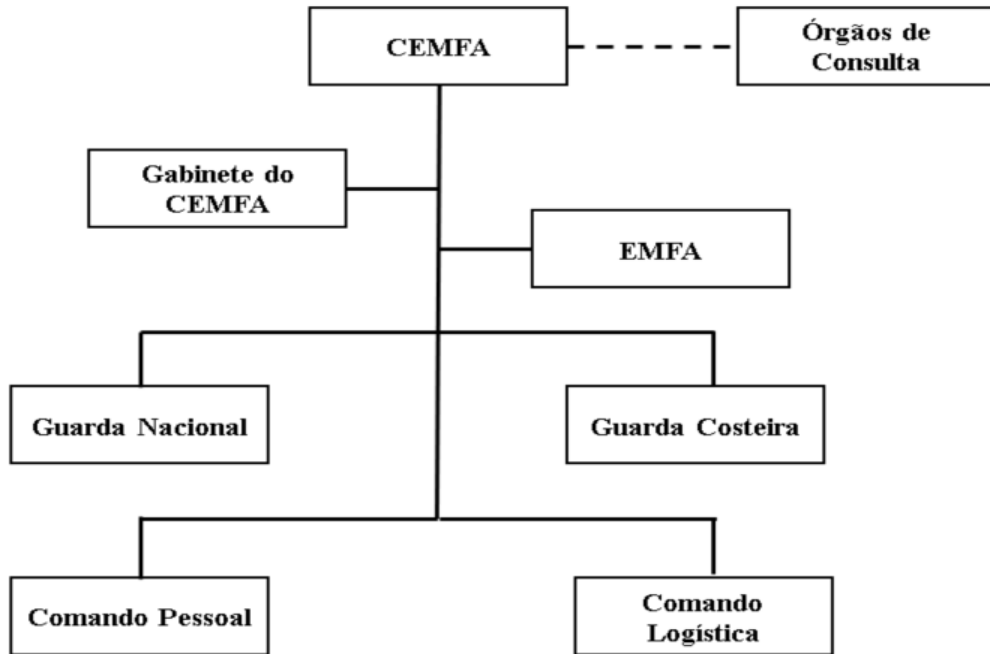 CEMFA
Órgãos de
Consulta
Gabinete do
CEMFA
EMFA
Guarda Nacional
Guarda Costeira
Comando Pessoal
Comando
Logística